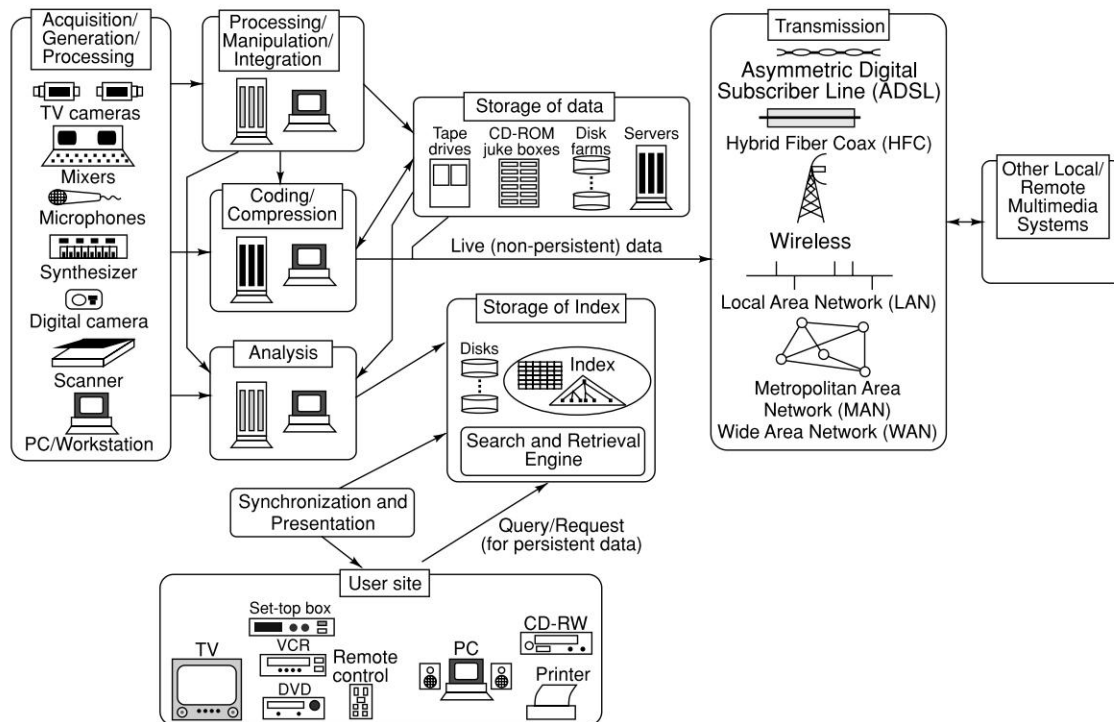 Acquisition/
Generation/
Processing
TV cameras
Mixers
Microphones
Synthesizer
Digital camera
Scanner
PC/Workstation
Processing/
Manipulation/
Integration
Coding/
Compression
Analysis
Storage of data
Tape
drives
CD-ROM
juke boxes
Disk
farms
Servers
Live (non-persistent) data
Storage of Index
Disks
Index
Search and Retrieval
Engine
Synchronization and
Presentation
Query/Request
(for persistent data)
Transmission
Asymmetric Digital
Subscriber Line (ADSL)
Hybrid Fiber Coax (HFC)
Wireless
Local Area Network (LAN)
Metropolitan Area
Network (MAN)
Wide Area Network (WAN)
Other Local/
Remote
Multimedia
Systems
User site
Set-top box
TV
VCR
DVD
Remote
control
PC
CD-RW
Printer